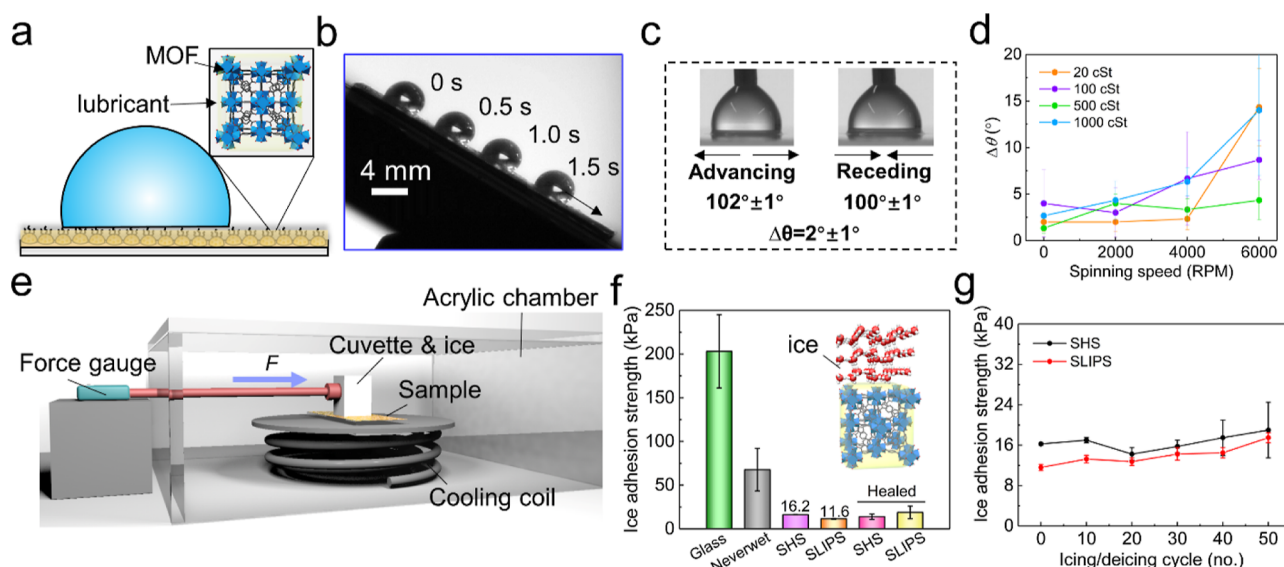 a
MOF
lubricant
b
0 s
0.5 s
1.0 s
1.5 s
4 mm
c
Advancing
102°±1°
Receding
100°±1°
Δθ=2°±1°
d
Δθ (°)
20
15
10
5
0
20 cSt
100 cSt
500 cSt
1000 cSt
0 2000 4000 6000
Spinning speed (RPM)
e
Acrylic chamber
Force gauge
F
Cuvette & ice
Sample
Cooling coil
f
Ice adhesion strength (kPa)
250
200
150
100
50
0
ice
Healed
16.2
11.6
Glass
Neverwet
SHS
SLIPS
SHS
SLIPS
g
Ice adhesion strength (kPa)
40
32
24
16
8
0
SHS
SLIPS
0 10 20 30 40 50
Icing/deicing cycle (no.)